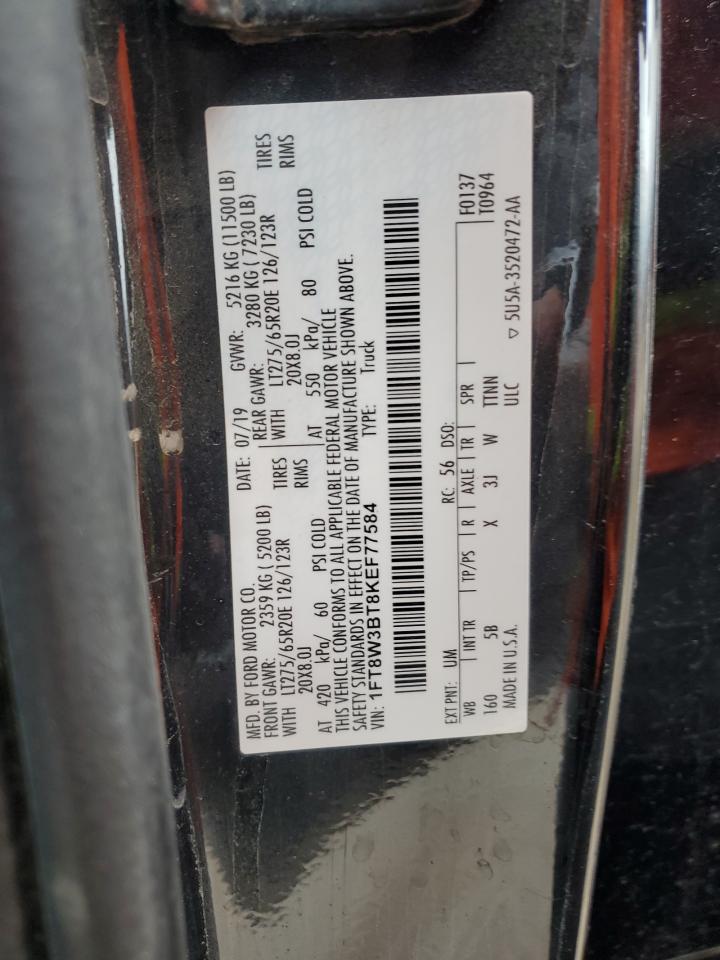 MFD. BY FORD MOTOR CO.
DATE: 07/19 GVWR: 5216 KG (11500 LB)
FRONT GAWR: 2359 KG ( 5200 LB)
REAR GAWR: 3280 KG ( 7230 LB)
WITH LT275/65R20E 126/123R TIRES
WITH LT275/65R20E 126/123R TIRES
20X8.0J RIMS
20X8.0J RIMS
AT 420 kPa/ 60 PSI COLD
AT 550 kPa/ 80 PSI COLD
THIS VEHICLE CONFORMS TO ALL APPLICABLE FEDERAL MOTOR VEHICLE
SAFETY STANDARDS IN EFFECT ON THE DATE OF MANUFACTURE SHOWN ABOVE.
VIN: 1FT8W3BT8KEF77584 TYPE: Truck
EXT PNT: UM RC: 56 DSO: F0137
WB INT TR TP/PS R AXLE TR SPR T0964
160 5B X 3J W TTNN
MADE IN U.S.A. ULC
▽ 5U5A-3520472-AA